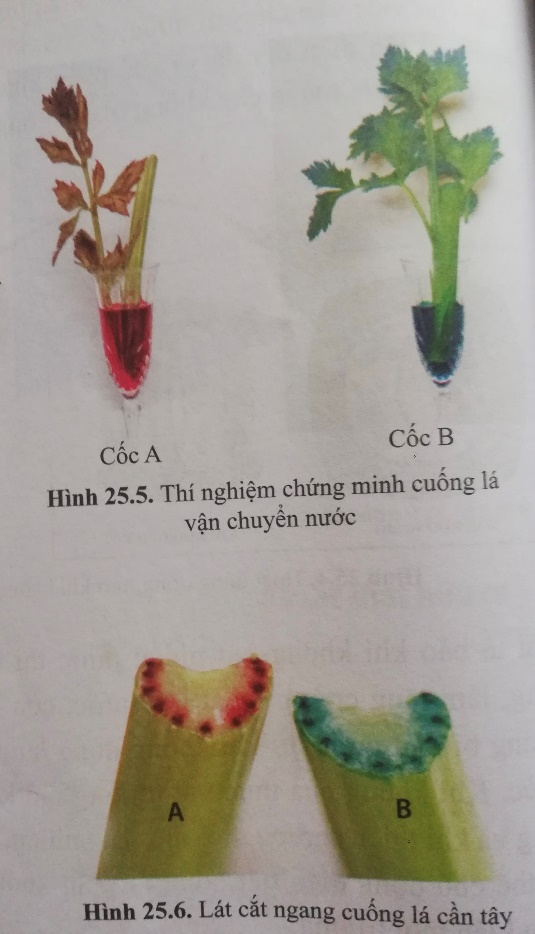 Cốc A
Cốc B
Hình 25.5. Thí nghiệm chứng minh cuống lá
vận chuyển nước
A
B
Hình 25.6. Lát cắt ngang cuống lá cần tây